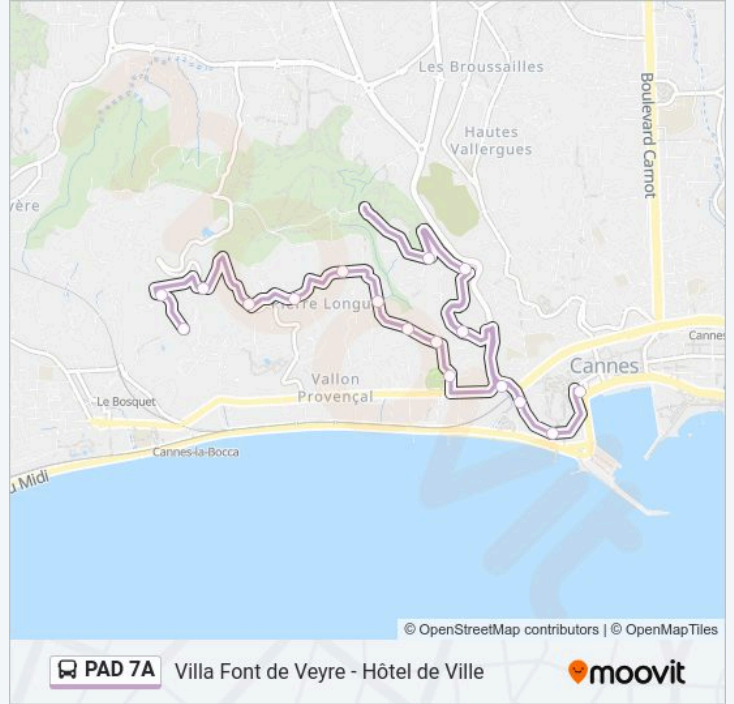 Les Broussailles
Boulevard Carnot
Hautes
Vallergues
Pierre Longue
Cannes
Cannes
Vallon
Provençal
Le Bosquet
Cannes-la-Bocca
u Midi
vère
© OpenStreetMap contributors | © OpenMapTiles
PAD 7A Villa Font de Veyre - Hôtel de Ville
moovit